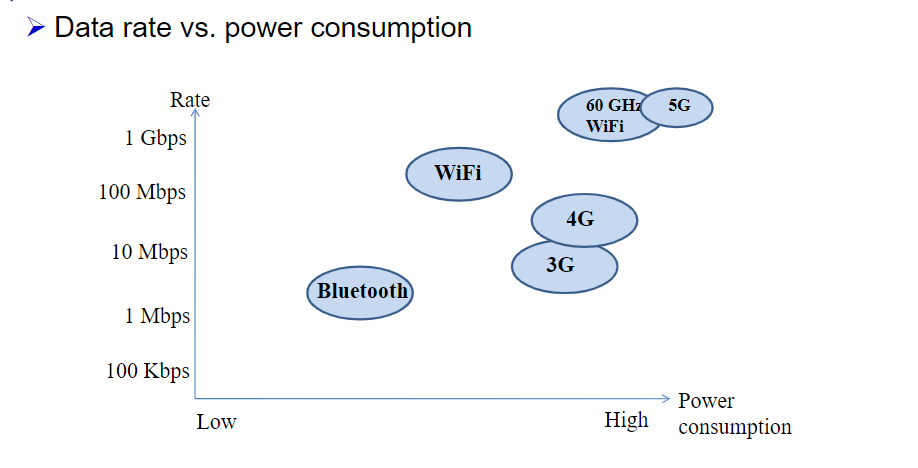 Data rate vs. power consumption
Rate
1 Gbps
100 Mbps
10 Mbps
1 Mbps
100 Kbps
60 GHz
WiFi
5G
WiFi
4G
3G
Bluetooth
Low
High
Power
consumption